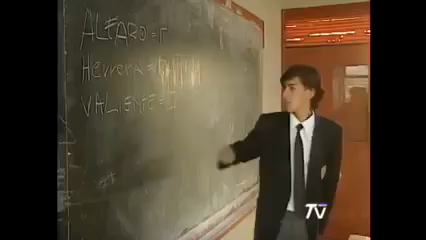 ALFARO = Γ
Herrera =
VALIENTE = I
TV